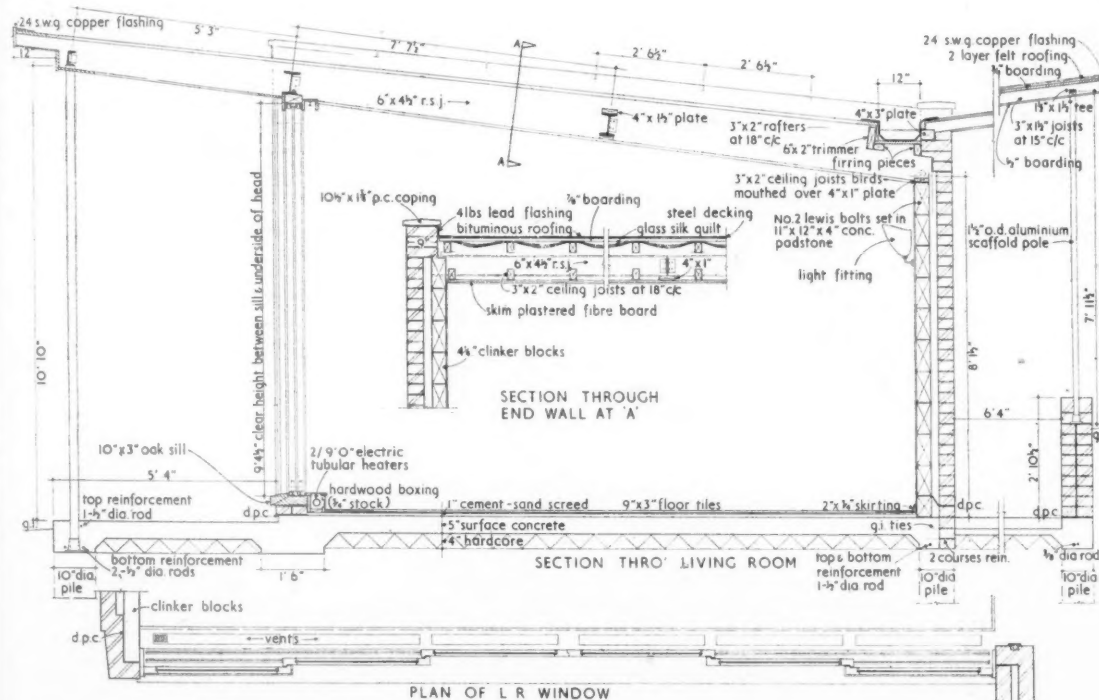 24 s.w.g copper flashing
5' 3"
7' 7½"
A
2' 6½"
2' 6½"
12"
24 s.w.g copper flashing
2 layer felt roofing
boarding
12"
6"x 4½" r.s.j.
4"x 1½" plate
A
3"x 2" rafters
at 18" c/c
6"x 2" trimmer
firring pieces
4"x 3" plate
1½"x 1½" tee
3"x 1½" joists
at 15" c/c
½" boarding
10½"x 1⅞" p.c. coping
4lbs lead flashing
bituminous roofing
⅞" boarding
glass silk quilt
steel decking
9"
6"x 4½" r.s.j.
4"x 1"
3"x 2" ceiling joists at 18" c/c
skim plastered fibre board
3"x 2" ceiling joists birds-
mouthed over 4"x 1" plate
No.2 lewis bolts set in
11"x 12"x 4" conc.
padstone
light fitting
1½" o.d. aluminium
scaffold pole
4¼" clinker blocks
SECTION THROUGH
END WALL AT 'A'
10' 10"
9' 4½" clear height between sill & underside of head
8' 1½"
7' 11½"
6' 4"
2' 10½"
10"x 3" oak sill
5' 4"
2/ 9'0" electric
tubular heaters
hardwood boxing
(¾" stock)
1" cement-sand screed
9"x 3" floor tiles
2"x ¾" skirting
d.p.c.
d.p.c.
top reinforcement
1-½" dia. rod
g.l.
5" surface concrete
4" hardcore
g.i. ties
bottom reinforcement
2,-½" dia. rods
10" dia.
pile
1' 6"
SECTION THRO' LIVING ROOM
top & bottom
reinforcement
1-½" dia. rod
2 courses rein.
10" dia
pile
dia rod
10" dia
pile
clinker blocks
d.p.c.
vents
PLAN OF L R WINDOW